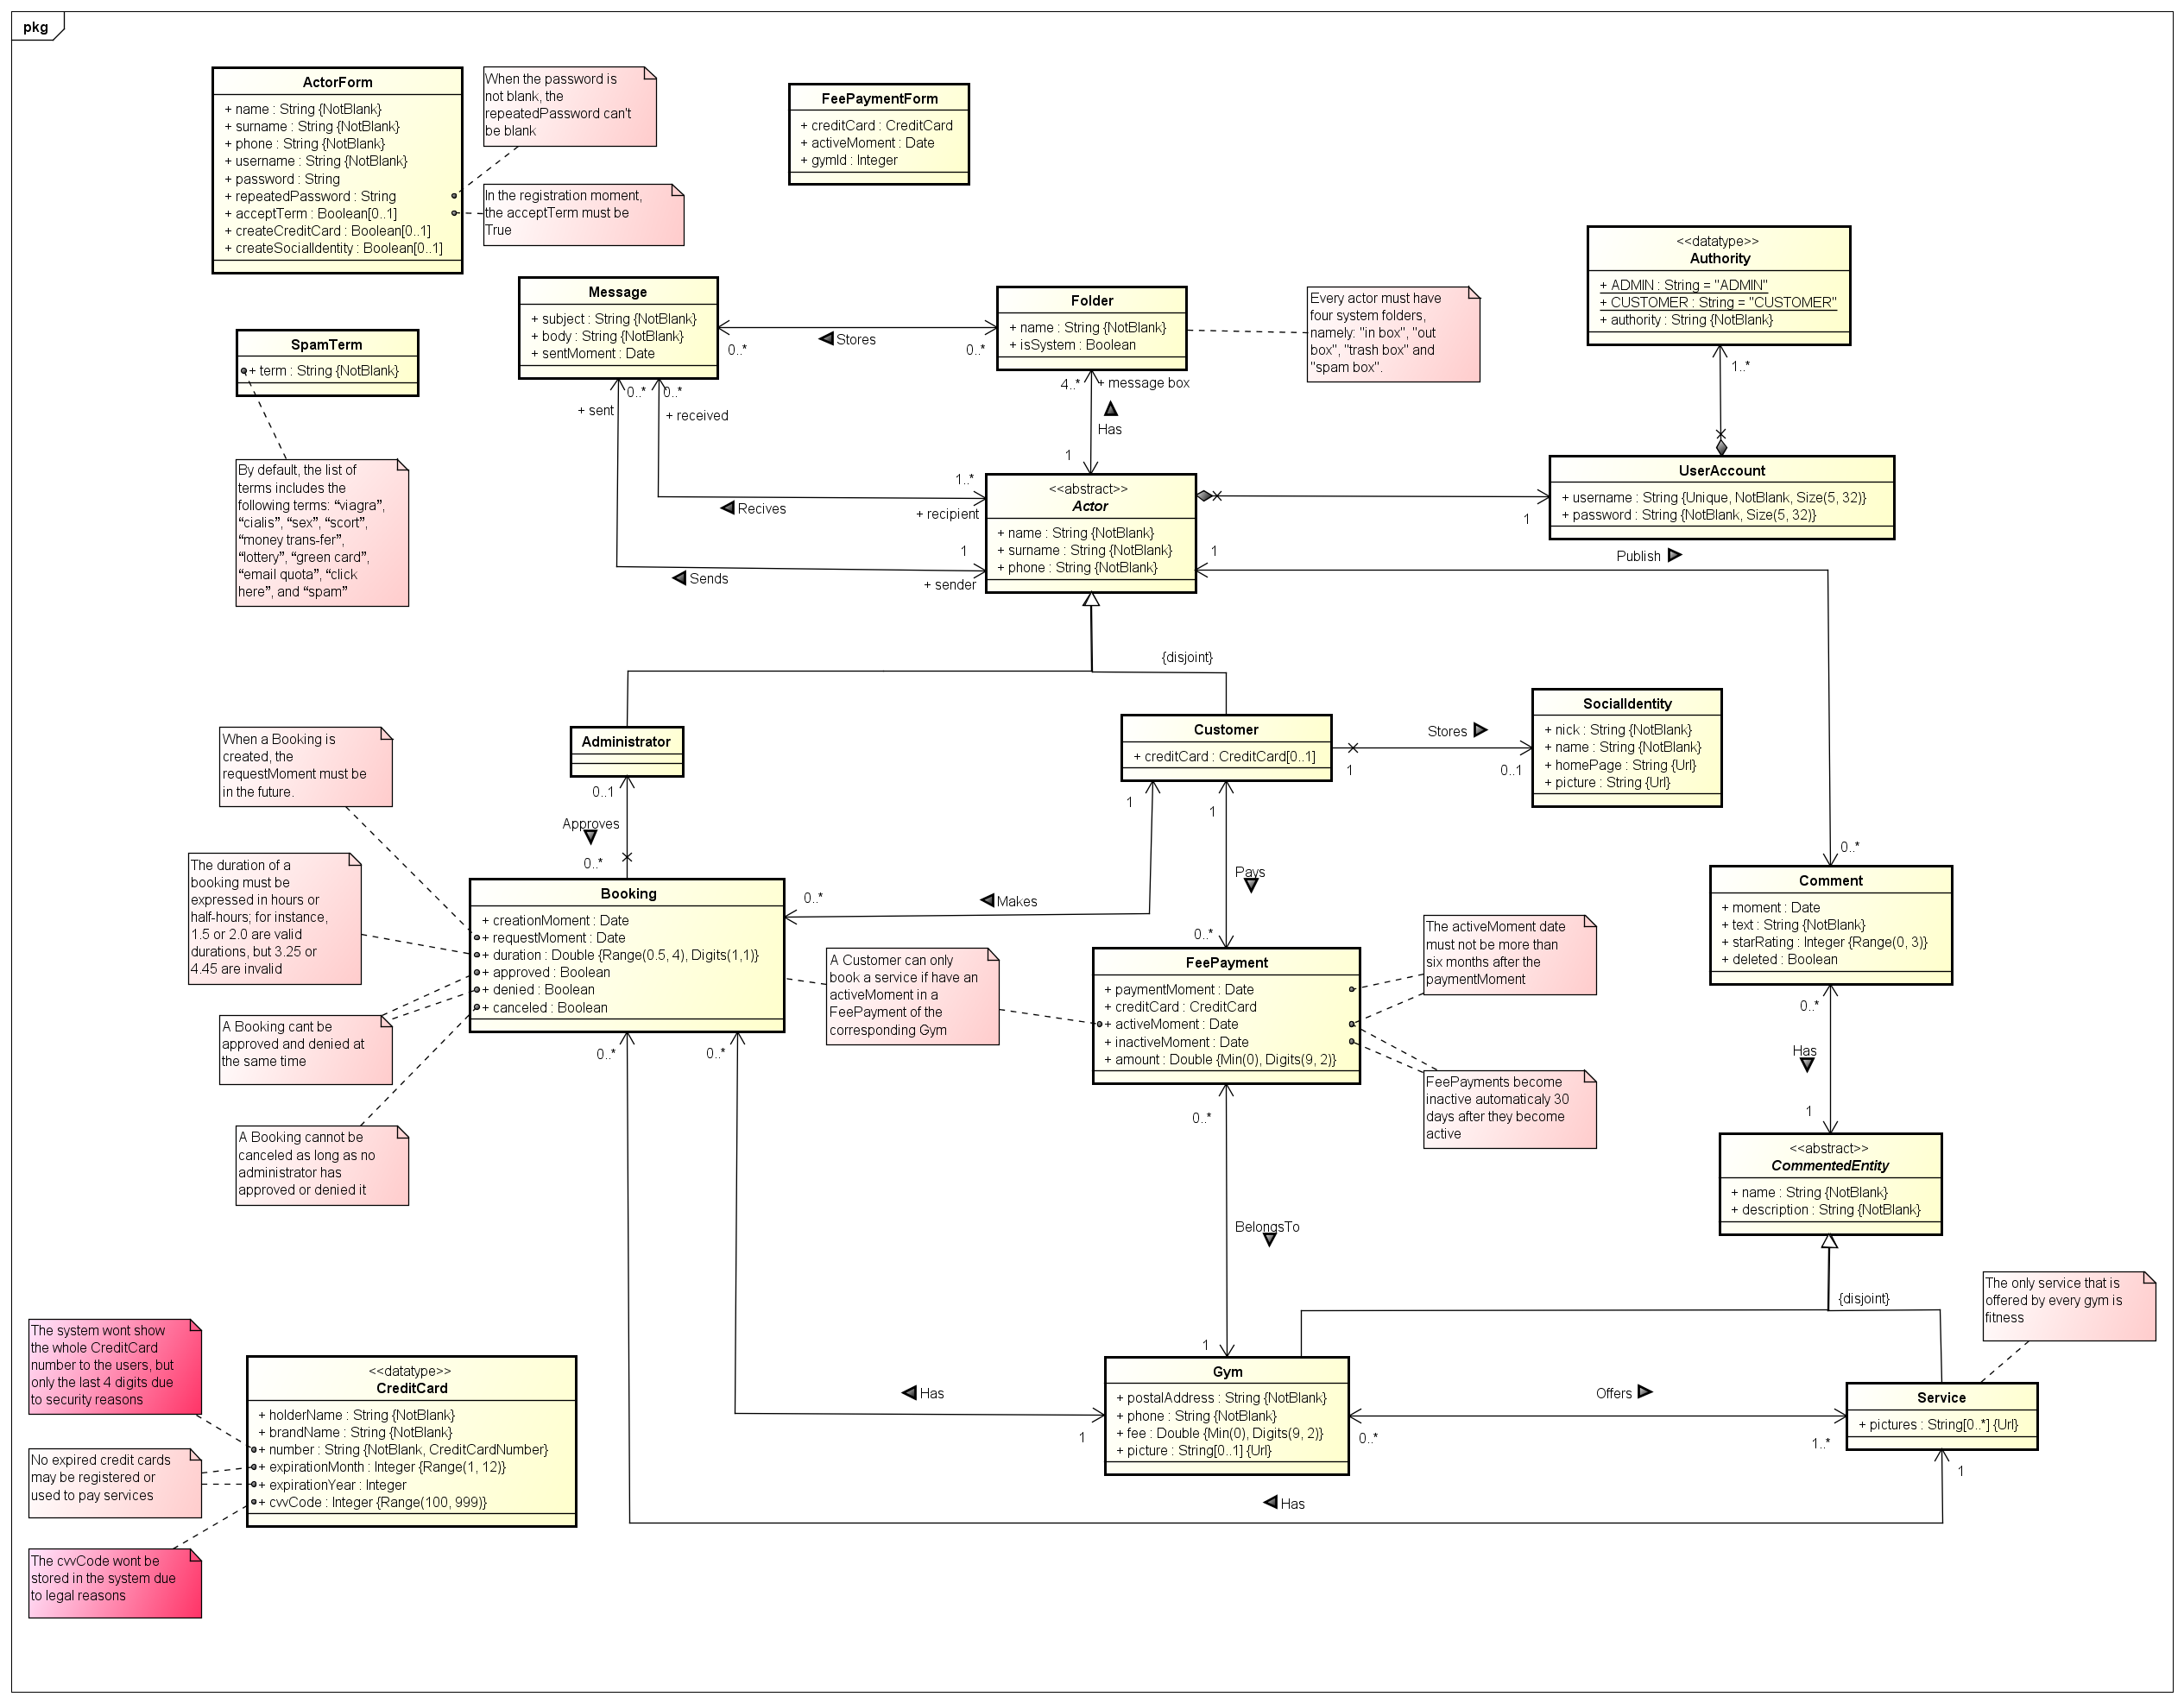 pkg
ActorForm
+ name : String {NotBlank}
+ surname : String {NotBlank}
+ phone : String {NotBlank}
+ username : String {NotBlank}
+ password : String
+ repeatedPassword : String
+ acceptTerm : Boolean[0..1]
+ createCreditCard : Boolean[0..1]
+ createSocialIdentity : Boolean[0..1]
When the password is
not blank, the
repeatedPassword can't
be blank
In the registration moment,
the acceptTerm must be
True
FeePaymentForm
+ creditCard : CreditCard
+ activeMoment : Date
+ gymId : Integer
<<datatype>>
Authority
+ ADMIN : String = "ADMIN"
+ CUSTOMER : String = "CUSTOMER"
+ authority : String {NotBlank}
Message
+ subject : String {NotBlank}
+ body : String {NotBlank}
+ sentMoment : Date
0..*
Stores
0..*
Folder
+ name : String {NotBlank}
+ isSystem : Boolean
Every actor must have
four system folders,
namely: "in box", "out
box", "trash box" and
"spam box".
SpamTerm
+ term : String {NotBlank}
By default, the list of
terms includes the
following terms: “viagra”,
“cialis”, “sex”, “scort”,
“money trans-fer”,
“lottery”, “green card”,
“email quota”, “click
here”, and “spam”
+ sent
0..*
0..*
+ received
4..*
+ message box
Has
1
1..*
1..*
Recives
+ recipient
1
Sends
+ sender
<<abstract>>
Actor
+ name : String {NotBlank}
+ surname : String {NotBlank}
+ phone : String {NotBlank}
UserAccount
+ username : String {Unique, NotBlank, Size(5, 32)}
+ password : String {NotBlank, Size(5, 32)}
1
1
Publish
{disjoint}
Administrator
Customer
+ creditCard : CreditCard[0..1]
Stores
1
0..1
SocialIdentity
+ nick : String {NotBlank}
+ name : String {NotBlank}
+ homePage : String {Url}
+ picture : String {Url}
When a Booking is
created, the
requestMoment must be
in the future.
The duration of a
booking must be
expressed in hours or
half-hours; for instance,
1.5 or 2.0 are valid
durations, but 3.25 or
4.45 are invalid
A Booking cant be
approved and denied at
the same time
A Booking cannot be
canceled as long as no
administrator has
approved or denied it
0..1
Approves
0..*
Booking
+ creationMoment : Date
+ requestMoment : Date
+ duration : Double {Range(0.5, 4), Digits(1,1)}
+ approved : Boolean
+ denied : Boolean
+ canceled : Boolean
0..*
0..*
0..*
Makes
1
1
Pays
0..*
A Customer can only
book a service if have an
activeMoment in a
FeePayment of the
corresponding Gym
FeePayment
+ paymentMoment : Date
+ creditCard : CreditCard
+ activeMoment : Date
+ inactiveMoment : Date
+ amount : Double {Min(0), Digits(9, 2)}
The activeMoment date
must not be more than
six months after the
paymentMoment
FeePayments become
inactive automaticaly 30
days after they become
active
0..*
Comment
+ moment : Date
+ text : String {NotBlank}
+ starRating : Integer {Range(0, 3)}
+ deleted : Boolean
0..*
Has
1
<<abstract>>
CommentedEntity
+ name : String {NotBlank}
+ description : String {NotBlank}
0..*
BelongsTo
1
{disjoint}
The only service that is
offered by every gym is
fitness
The system wont show
the whole CreditCard
number to the users, but
only the last 4 digits due
to security reasons
No expired credit cards
may be registered or
used to pay services
The cvvCode wont be
stored in the system due
to legal reasons
<<datatype>>
CreditCard
+ holderName : String {NotBlank}
+ brandName : String {NotBlank}
+ number : String {NotBlank, CreditCardNumber}
+ expirationMonth : Integer {Range(1, 12)}
+ expirationYear : Integer
+ cvvCode : Integer {Range(100, 999)}
Has
1
Gym
+ postalAddress : String {NotBlank}
+ phone : String {NotBlank}
+ fee : Double {Min(0), Digits(9, 2)}
+ picture : String[0..1] {Url}
0..*
Offers
1..*
Service
+ pictures : String[0..*] {Url}
1
Has